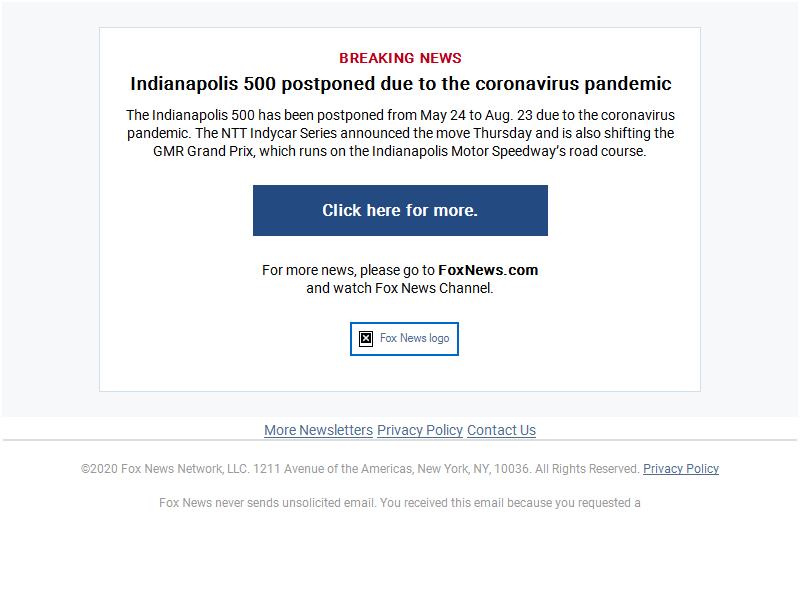 BREAKING NEWS
Indianapolis 500 postponed due to the coronavirus pandemic
The Indianapolis 500 has been postponed from May 24 to Aug. 23 due to the coronavirus
pandemic. The NTT Indycar Series announced the move Thursday and is also shifting the
GMR Grand Prix, which runs on the Indianapolis Motor Speedway’s road course.
Click here for more.
For more news, please go to FoxNews.com
and watch Fox News Channel.
Fox News logo
More Newsletters Privacy Policy Contact Us
©2020 Fox News Network, LLC. 1211 Avenue of the Americas, New York, NY, 10036. All Rights Reserved. Privacy Policy
Fox News never sends unsolicited email. You received this email because you requested a